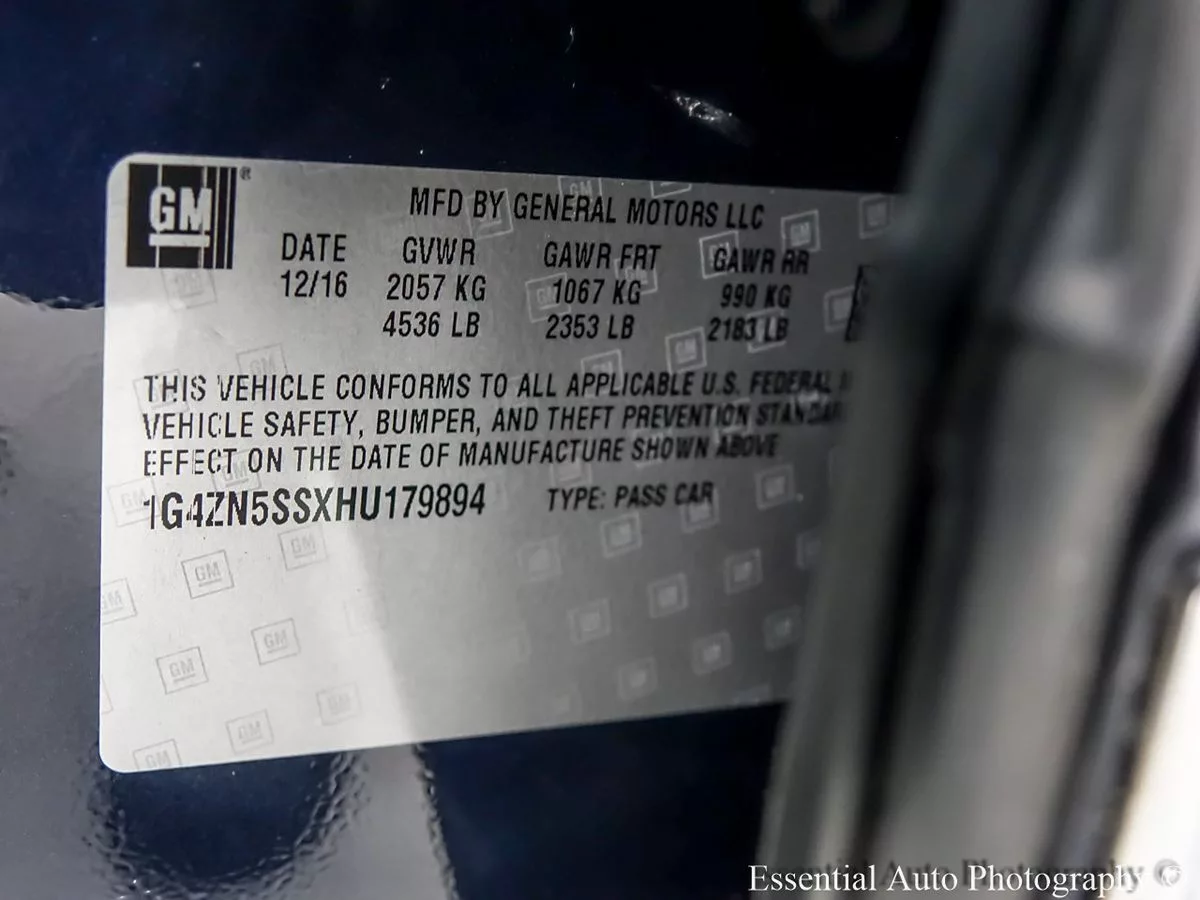 GM
MFD BY GENERAL MOTORS LLC
DATE GVWR GAWR FRT GAWR RR
12/16 2057 KG 1067 KG 990 KG
4536 LB 2353 LB 2183 LB
THIS VEHICLE CONFORMS TO ALL APPLICABLE U.S. FEDERAL
VEHICLE SAFETY, BUMPER, AND THEFT PREVENTION
EFFECT ON THE DATE OF MANUFACTURE SHOWN ABOVE
1G4ZN5SSXHU179894 TYPE: PASS CAR
Essential Auto Photography ©